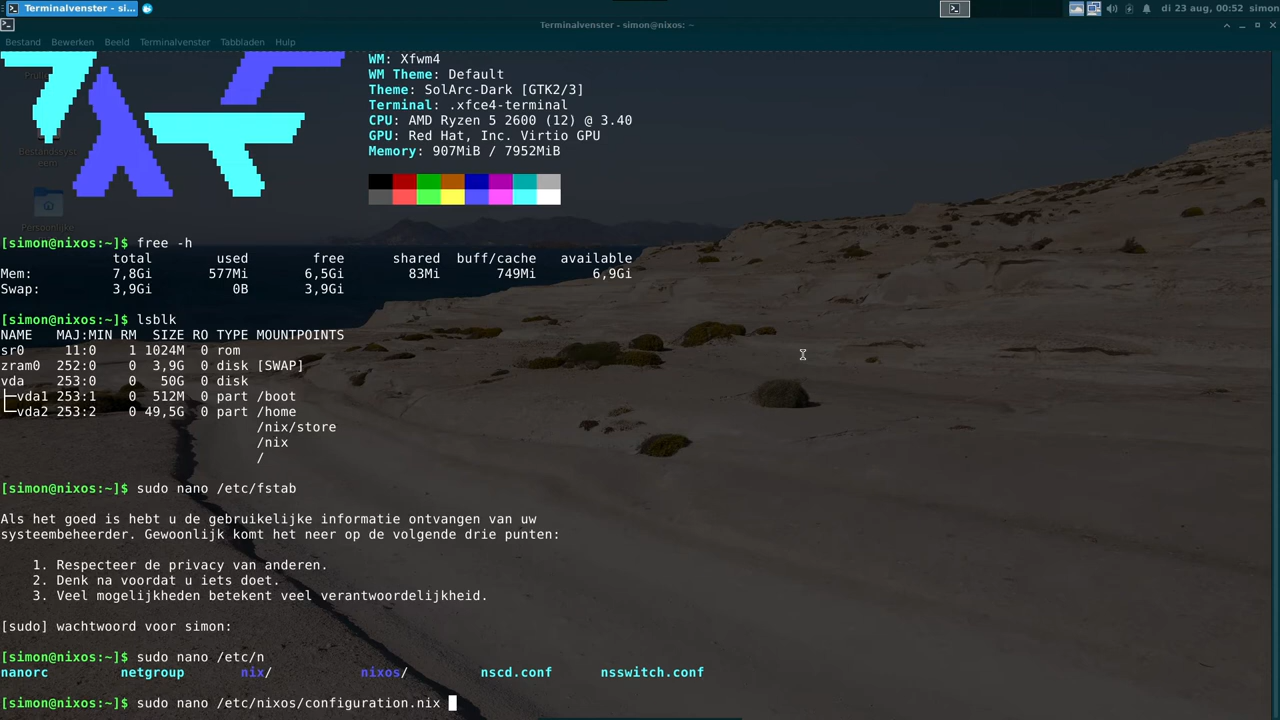 Terminalvenster - si...
di 23 aug, 00:52 simon
Terminalvenster - simon@nixos: ~
Bestand Bewerken Beeld Terminalvenster Tabbladen Hulp
WM: Xfwm4
WM Theme: Default
Theme: SolArc-Dark [GTK2/3]
Terminal: .xfce4-terminal
CPU: AMD Ryzen 5 2600 (12) @ 3.40
GPU: Red Hat, Inc. Virtio GPU
Memory: 907MiB / 7952MiB
Bestandssyst
eem
Persoonlijke
[simon@nixos:~]$ free -h
total used free shared buff/cache available
Mem: 7,8Gi 577Mi 6,5Gi 83Mi 749Mi 6,9Gi
Swap: 3,9Gi 0B 3,9Gi
[simon@nixos:~]$ lsblk
NAME MAJ:MIN RM SIZE RO TYPE MOUNTPOINTS
sr0 11:0 1 1024M 0 rom
zram0 252:0 0 3,9G 0 disk [SWAP]
vda 253:0 0 50G 0 disk
├─vda1 253:1 0 512M 0 part /boot
└─vda2 253:2 0 49,5G 0 part /home
/nix/store
/nix
/
[simon@nixos:~]$ sudo nano /etc/fstab
Als het goed is hebt u de gebruikelijke informatie ontvangen van uw
systeembeheerder. Gewoonlijk komt het neer op de volgende drie punten:
1. Respecteer de privacy van anderen.
2. Denk na voordat u iets doet.
3. Veel mogelijkheden betekent veel verantwoordelijkheid.
[sudo] wachtwoord voor simon:
[simon@nixos:~]$ sudo nano /etc/n
nanorc netgroup nix/ nixos/ nscd.conf nsswitch.conf
[simon@nixos:~]$ sudo nano /etc/nixos/configuration.nix